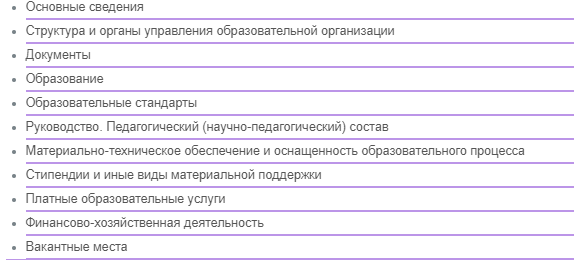 Основные сведения
Структура и органы управления образовательной организации
Документы
Образование
Образовательные стандарты
Руководство. Педагогический (научно-педагогический) состав
Материально-техническое обеспечение и оснащенность образовательного процесса
Стипендии и иные виды материальной поддержки
Платные образовательные услуги
Финансово-хозяйственная деятельность
Вакантные места